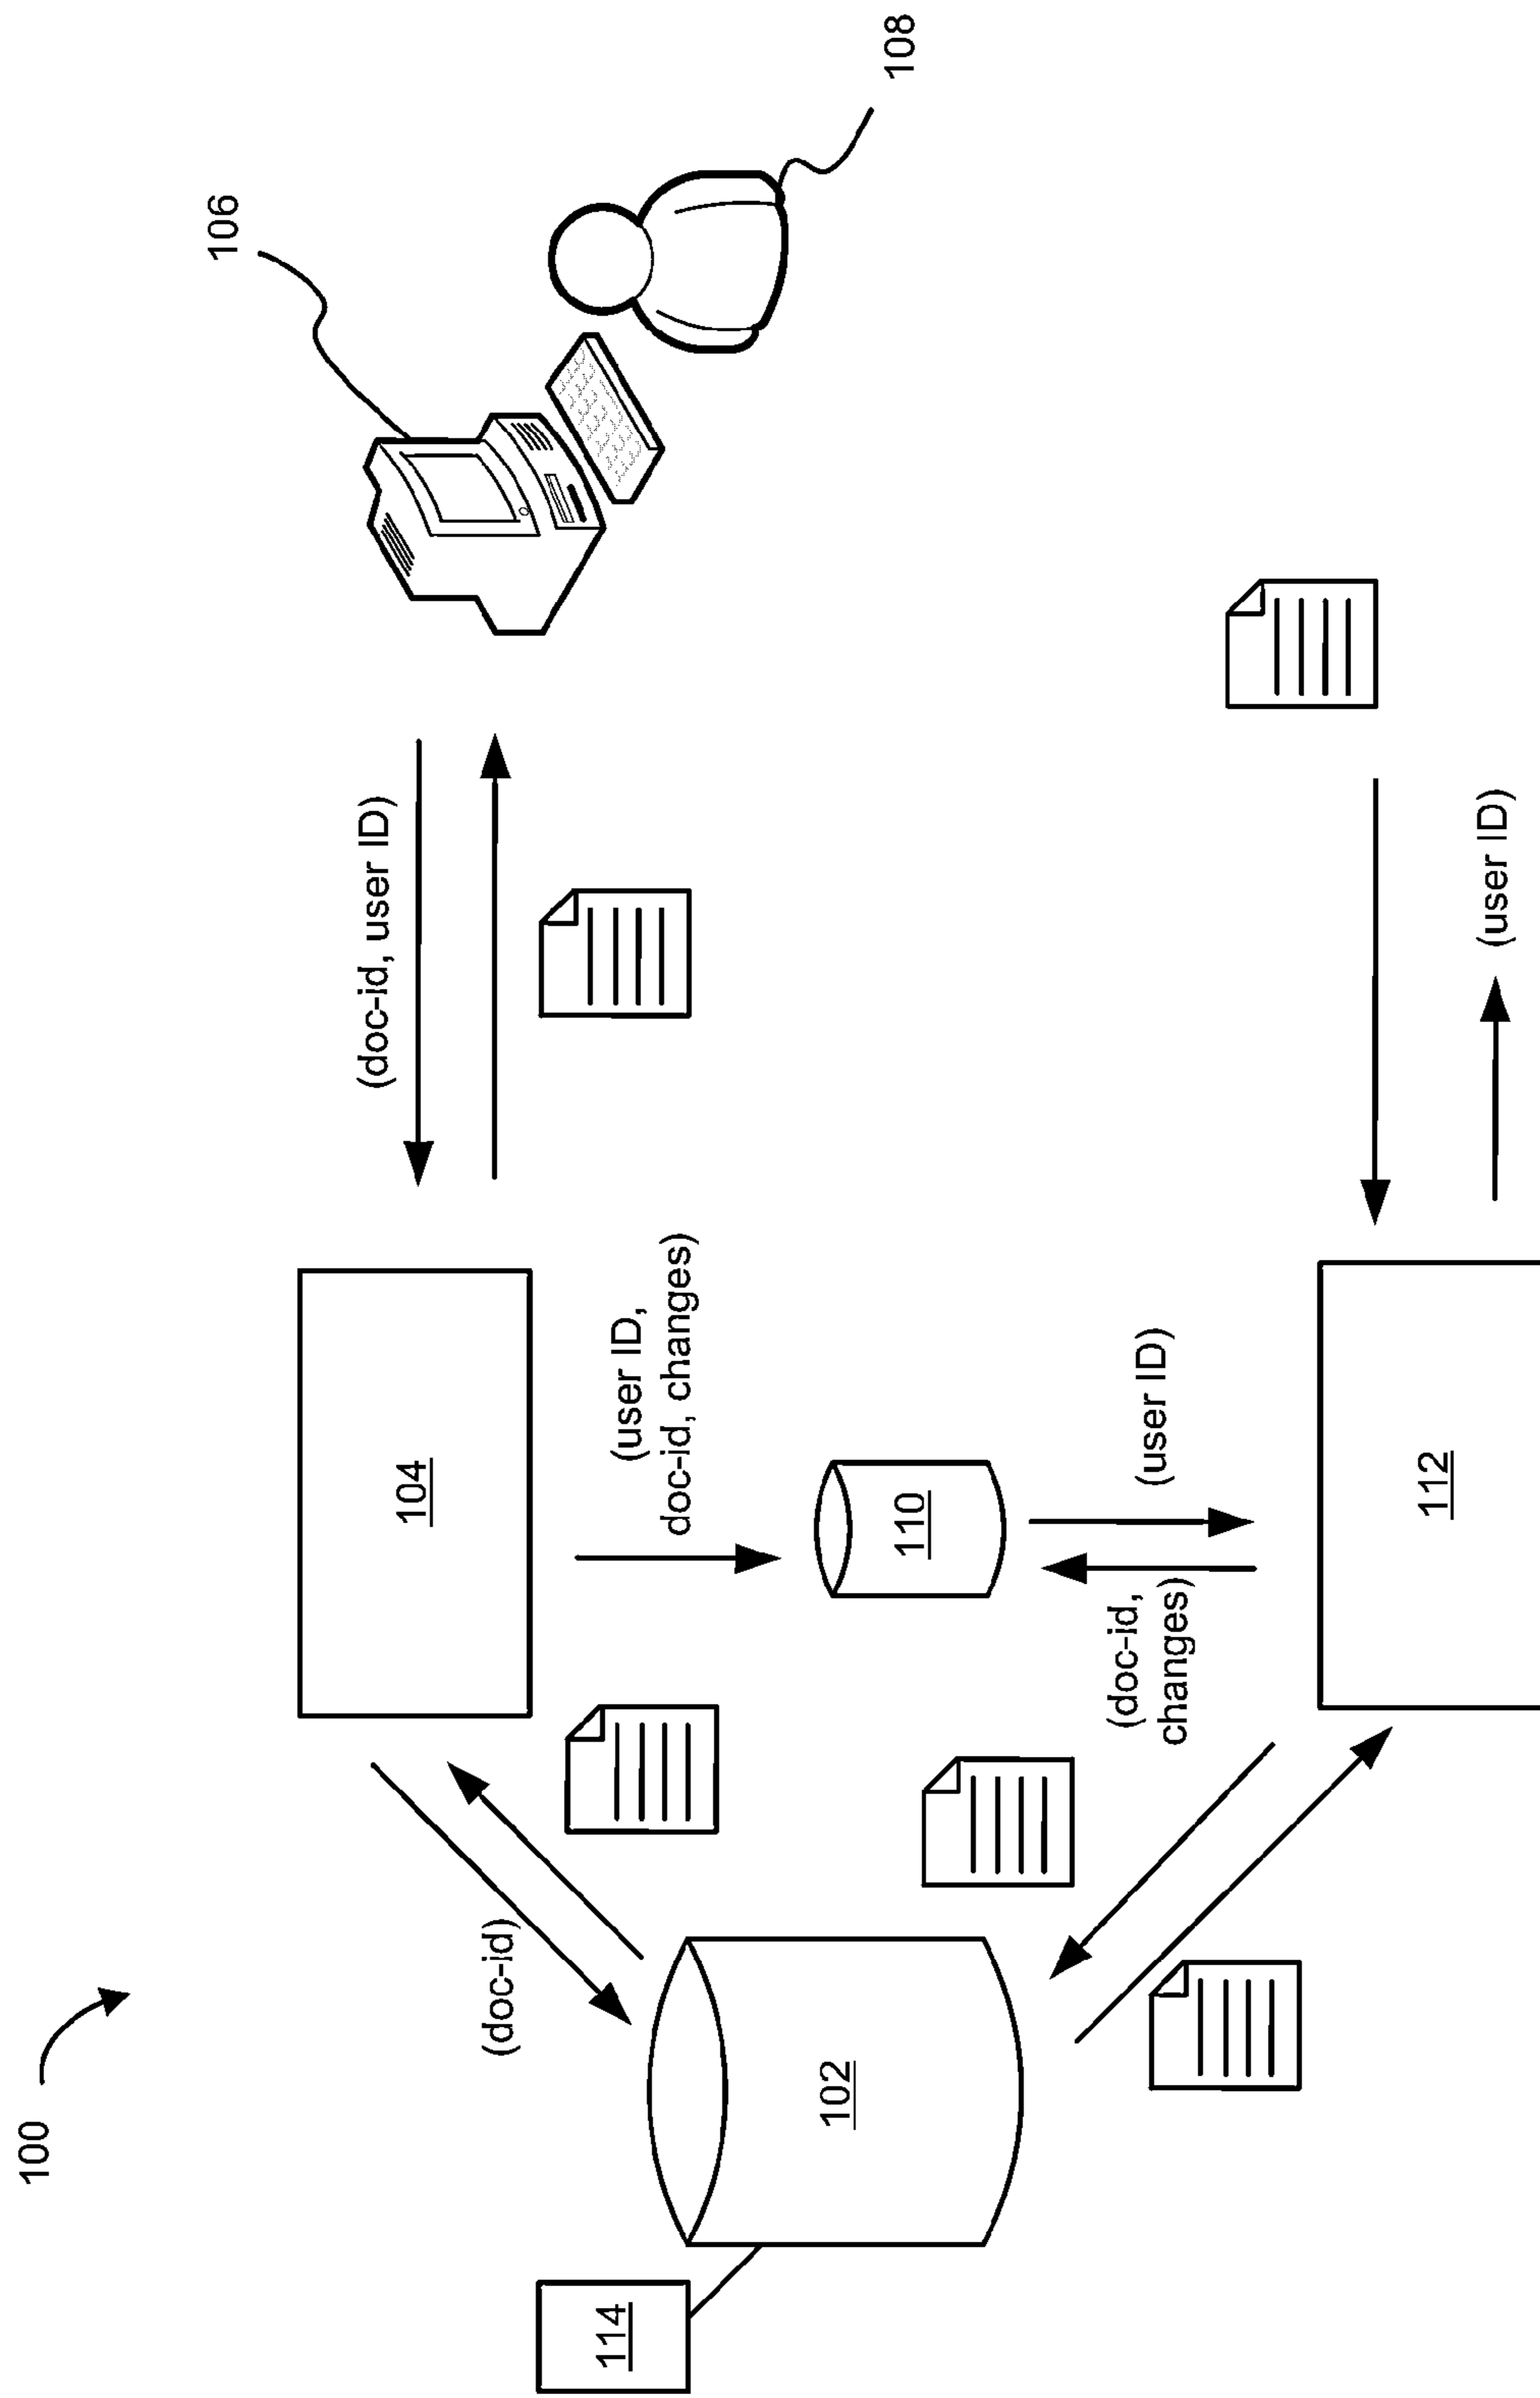 100
106
108
(doc-id, user ID)
104
(user ID,
doc-id, changes)
(doc-id)
114
102
110
(user ID)
(doc-id,
changes)
112
(user ID)